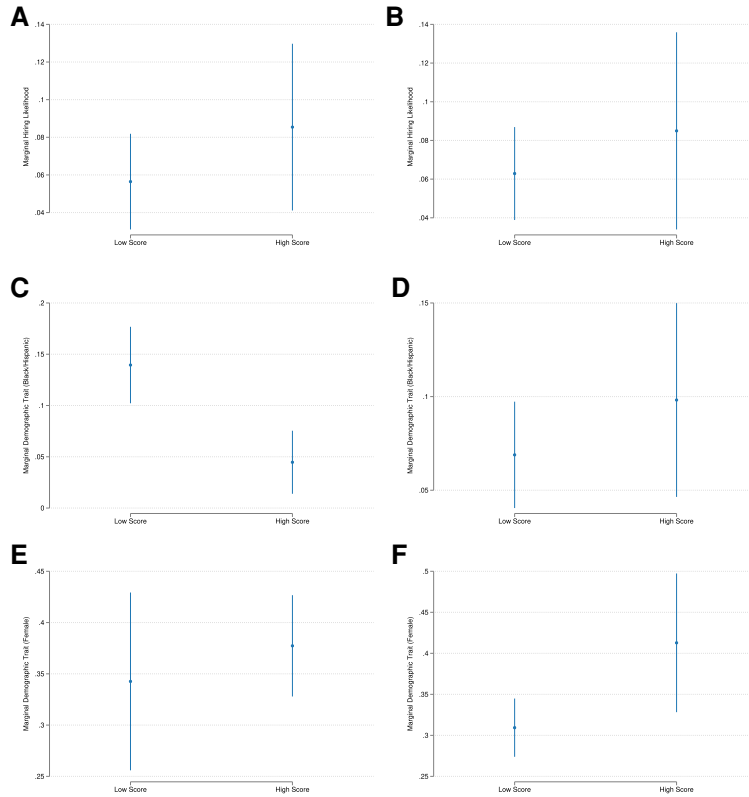 A
Marginal Hiring Likelihood
.14
.12
.1
.08
.06
.04
Low Score
High Score
B
Marginal Hiring Likelihood
.14
.12
.1
.08
.06
.04
Low Score
High Score
C
Marginal Demographic Trait (Black/Hispanic)
.2
.15
.1
.05
0
Low Score
High Score
D
Marginal Demographic Trait (Black/Hispanic)
.15
.1
.05
Low Score
High Score
E
Marginal Demographic Trait (Female)
.45
.4
.35
.3
.25
Low Score
High Score
F
Marginal Demographic Trait (Female)
.5
.45
.4
.35
.3
.25
Low Score
High Score